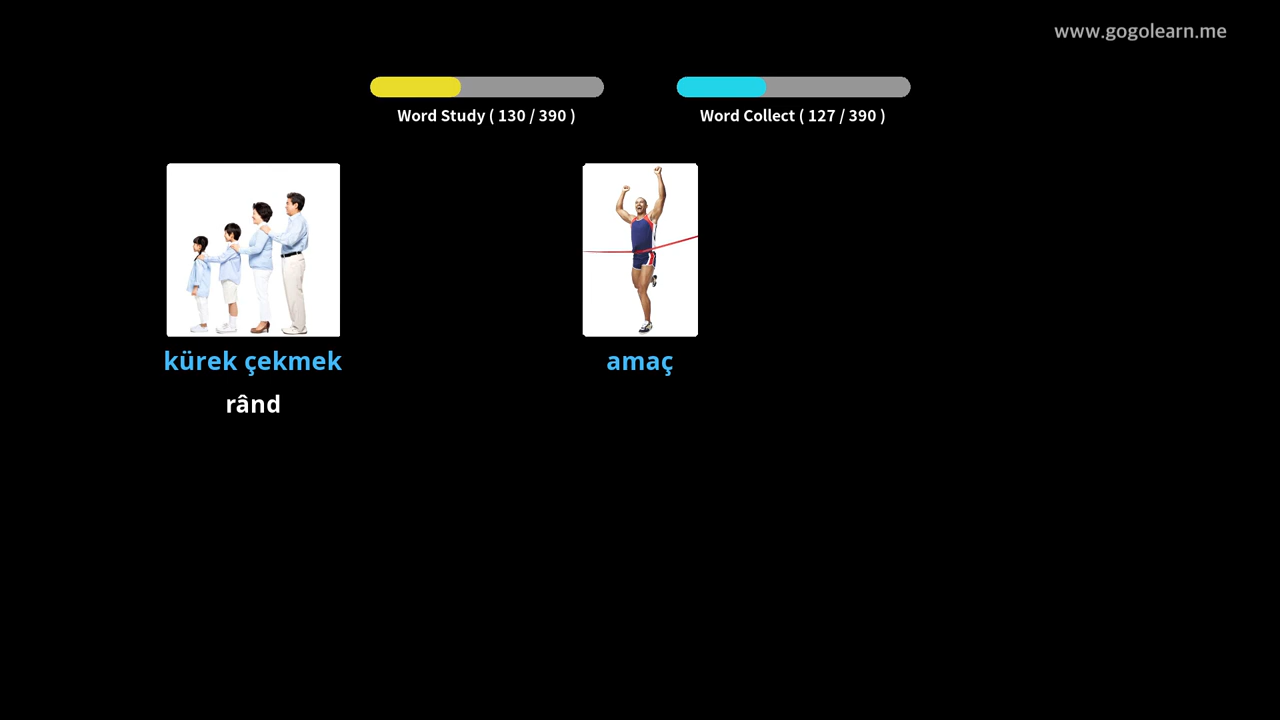 www.gogolearn.me
Word Study ( 130 / 390 )
Word Collect ( 127 / 390 )
kürek çekmek
rând
amaç